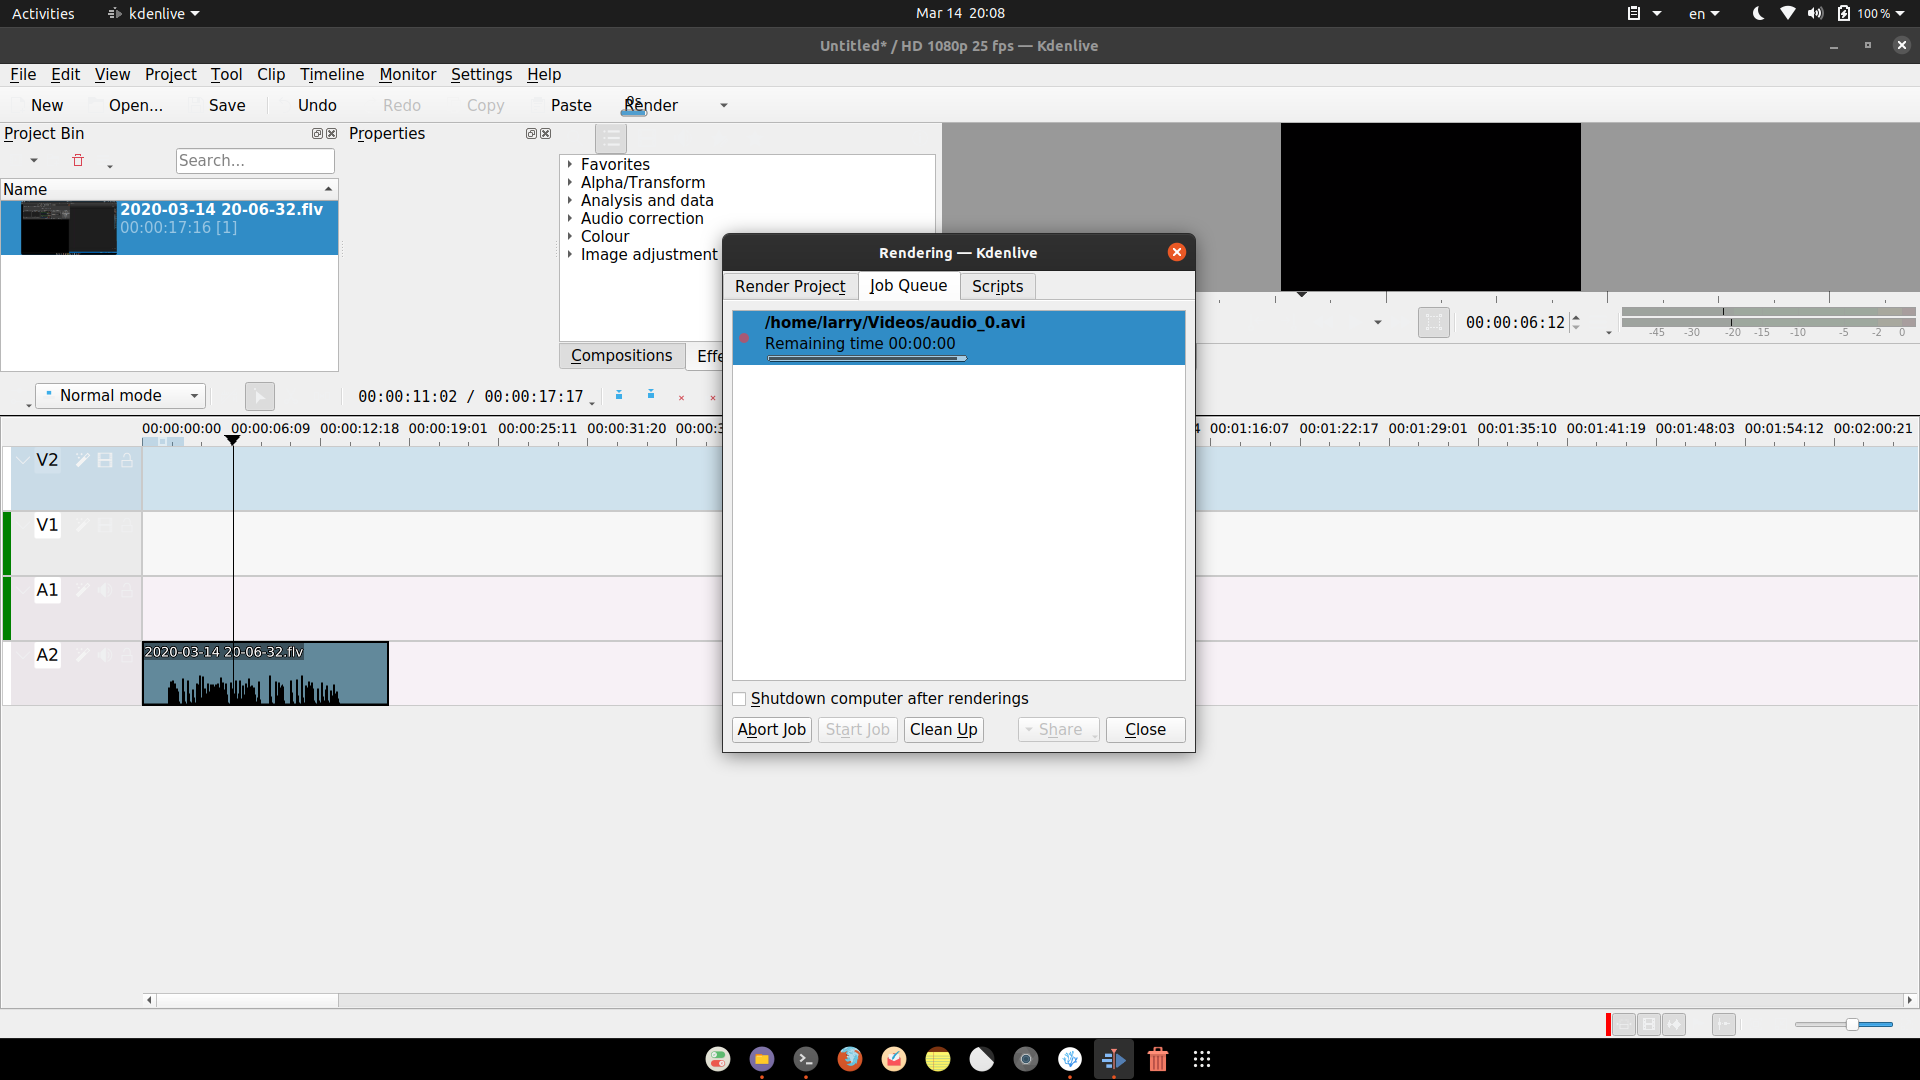 Activities kdenlive Mar 14 20:08 en 100 %
Untitled* / HD 1080p 25 fps — Kdenlive
File Edit View Project Tool Clip Timeline Monitor Settings Help
New Open... Save Undo Redo Copy Paste Render
Project Bin Properties
Search...
Name
2020-03-14 20-06-32.flv
00:00:17:16 [1]
Favorites
Alpha/Transform
Analysis and data
Audio correction
Colour
Image adjustment
Compositions Effe
Rendering — Kdenlive
Render Project Job Queue Scripts
/home/larry/Videos/audio_0.avi
Remaining time 00:00:00
Shutdown computer after renderings
Abort Job Start Job Clean Up Share Close
00:00:06:12
-45 -30 -20 -15 -10 -5 -2 0
Normal mode 00:00:11:02 / 00:00:17:17
00:00:00:00 00:00:06:09 00:00:12:18 00:00:19:01 00:00:25:11 00:00:31:20 00:00:3 4 00:01:16:07 00:01:22:17 00:01:29:01 00:01:35:10 00:01:41:19 00:01:48:03 00:01:54:12 00:02:00:21
V2
V1
A1
A2
2020-03-14 20-06-32.flv